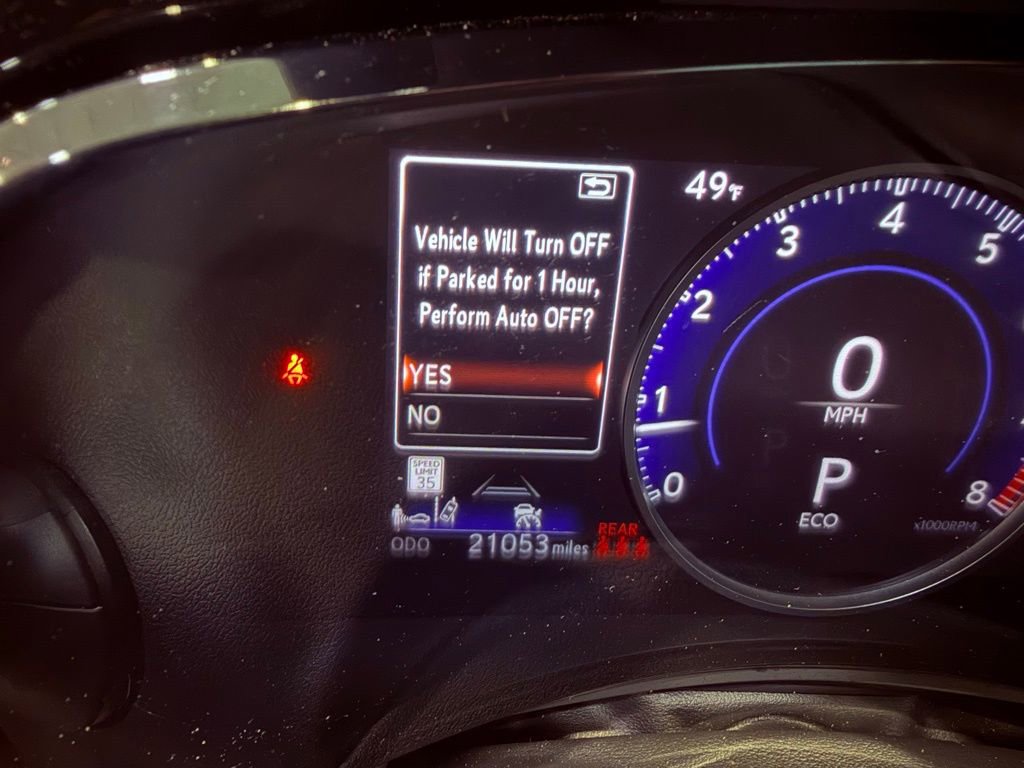 49°F
Vehicle Will Turn OFF
if Parked for 1 Hour,
Perform Auto OFF?
YES
NO
SPEED
LIMIT
35
ODO 21053 miles
REAR
0
1
2
3
4
5
8
0
MPH
P
ECO
x1000RPM